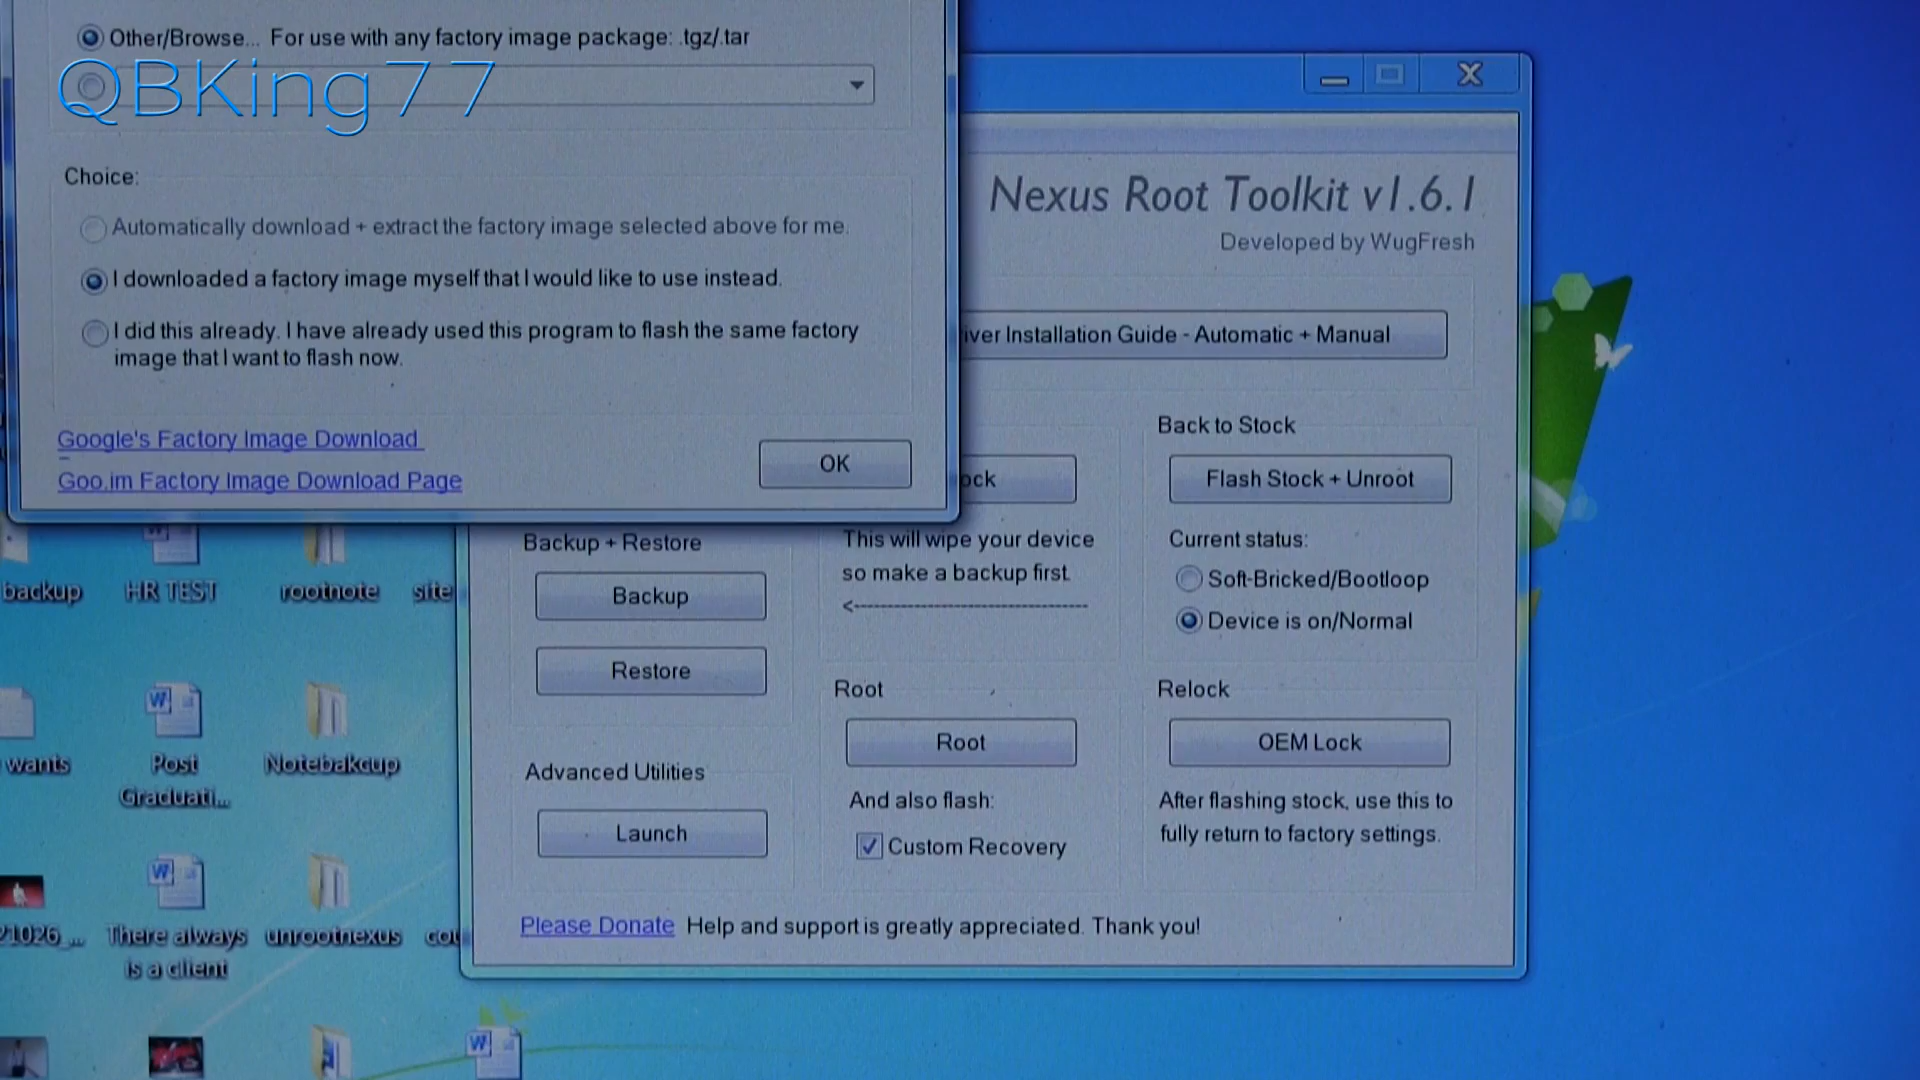 Other/Browse... For use with any factory image package: .tgz/.tar
QBKing77
Choice:
Automatically download + extract the factory image selected above for me.
I downloaded a factory image myself that I would like to use instead.
I did this already. I have already used this program to flash the same factory
image that I want to flash now.
Google's Factory Image Download
Goo.im Factory Image Download Page
OK
Nexus Root Toolkit v1.6.1
Developed by WugFresh
iver Installation Guide - Automatic + Manual
ock
This will wipe your device
so make a backup first.
<--------------------------------
Back to Stock
Flash Stock + Unroot
Current status:
Soft-Bricked/Bootloop
Device is on/Normal
Backup + Restore
Backup
Restore
Root
Root
And also flash:
Custom Recovery
Relock
OEM Lock
After flashing stock, use this to
fully return to factory settings.
Advanced Utilities
Launch
Please Donate Help and support is greatly appreciated. Thank you!
backup
HR TEST
rootnote
site
wants
Post
Graduati...
Notebakcup
21026_...
There always
is a client
unrootnexus
cou